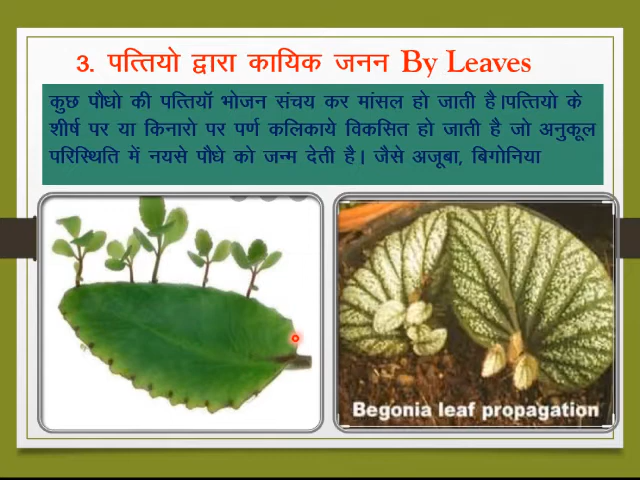 3. पत्तियो द्वारा कायिक जनन By Leaves
कुछ पौधो की पत्तियॉ भोजन संचय कर मांसल हो जाती है।पत्तियो के
शीर्ष पर या किनारो पर पर्ण कलिकाये विकसित हो जाती है जो अनुकूल
परिस्थिति में नयसे पौधे को जन्म देती है। जैसे अजूबा, बिगोनिया
Begonia leaf propagation